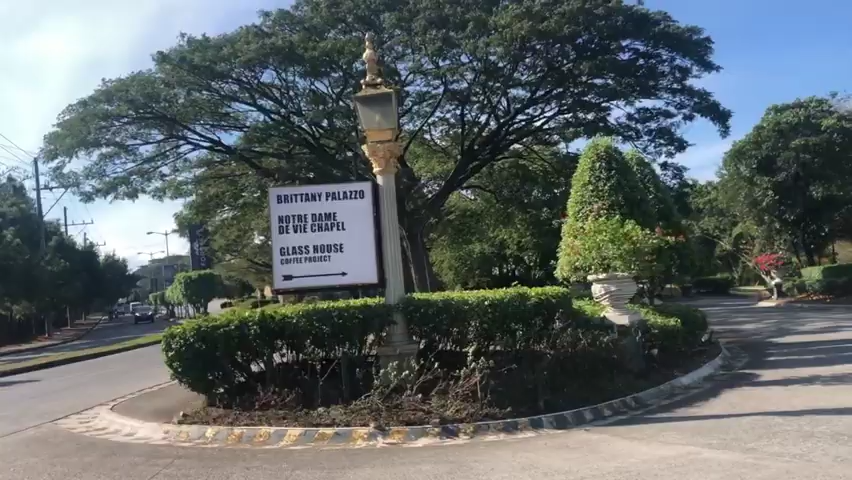 BRITTANY PALAZZO
NOTRE DAME
DE VIE CHAPEL
GLASS HOUSE
COFFEE PROJECT